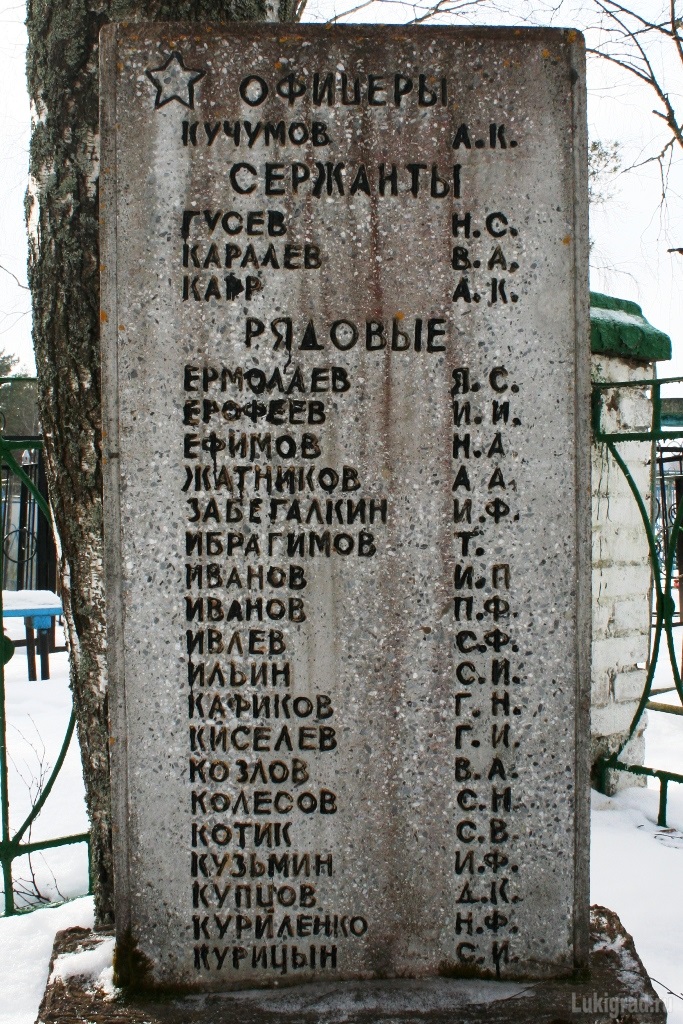 ОФИЦЕРЫ
КУЧУМОВ А.К.
СЕРЖАНТЫ
ГУСЕВ Н.С.
КАРАЛЕВ В.А.
КАРР А.К.
РЯДОВЫЕ
ЕРМОЛАЕВ Я.С.
ЕРОФЕЕВ И.И.
ЕФИМОВ Н.А
ЖАТНИКОВ А А.
ЗАБЕГАЛКИН И.Ф.
ИБРАГИМОВ Т.
ИВАНОВ И.П
ИВАНОВ П.Ф.
ИВЛЕВ С.Ф.
ИЛЬИН С.И.
КАФИКОВ Г.Н.
КИСЕЛЕВ Г.И.
КОЗЛОВ В.А.
КОЛЕСОВ С.Н.
КОТИК С.В.
КУЗЬМИН И.Ф.
КУПЦОВ Д.К.
КУРИЛЕНКО Н.Ф.
КУРИЦЫН С.И.
Lukigrad.ru